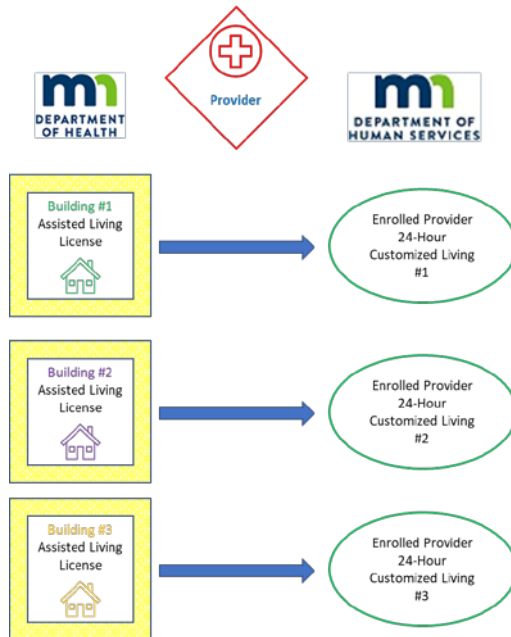 Provider
mn
DEPARTMENT
OF HEALTH
mn
DEPARTMENT OF
HUMAN SERVICES
Building #1
Assisted Living
License
Enrolled Provider
24-Hour
Customized Living
#1
Building #2
Assisted Living
License
Enrolled Provider
24-Hour
Customized Living
#2
Building #3
Assisted Living
License
Enrolled Provider
24-Hour
Customized Living
#3